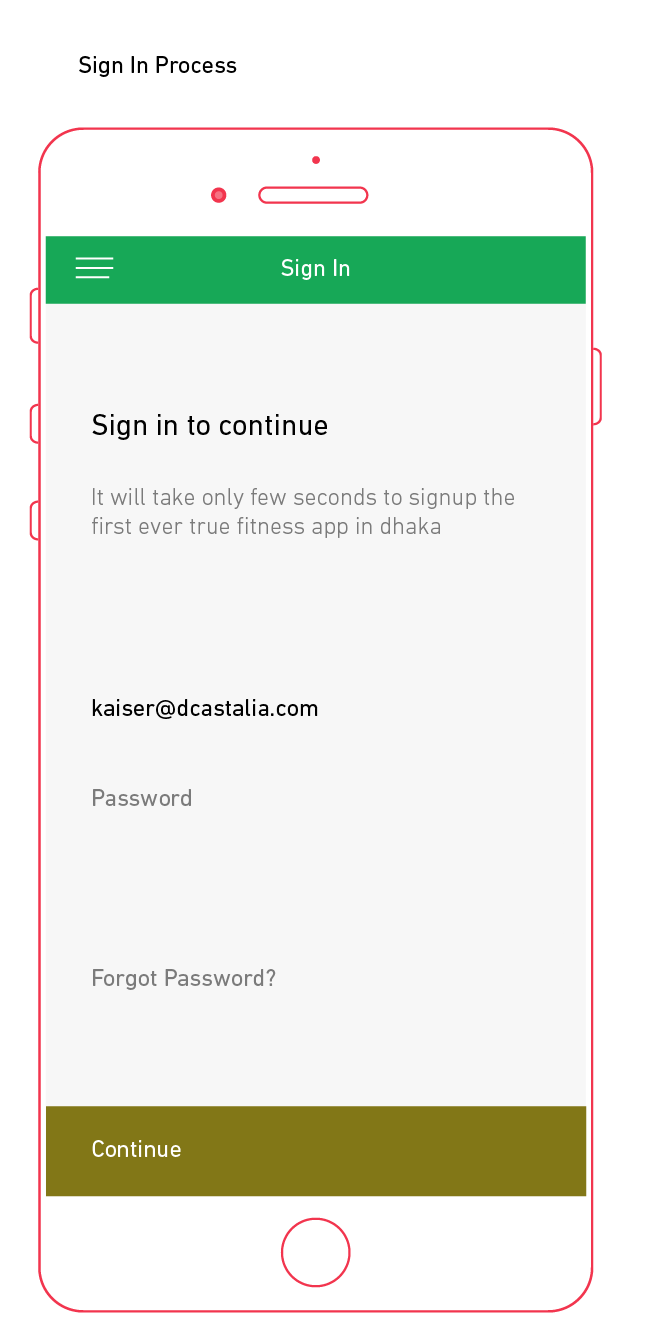 Sign In Process
Sign In
Sign in to continue
It will take only few seconds to signup the
first ever true fitness app in dhaka
kaiser@dcastalia.com
Password
Forgot Password?
Continue